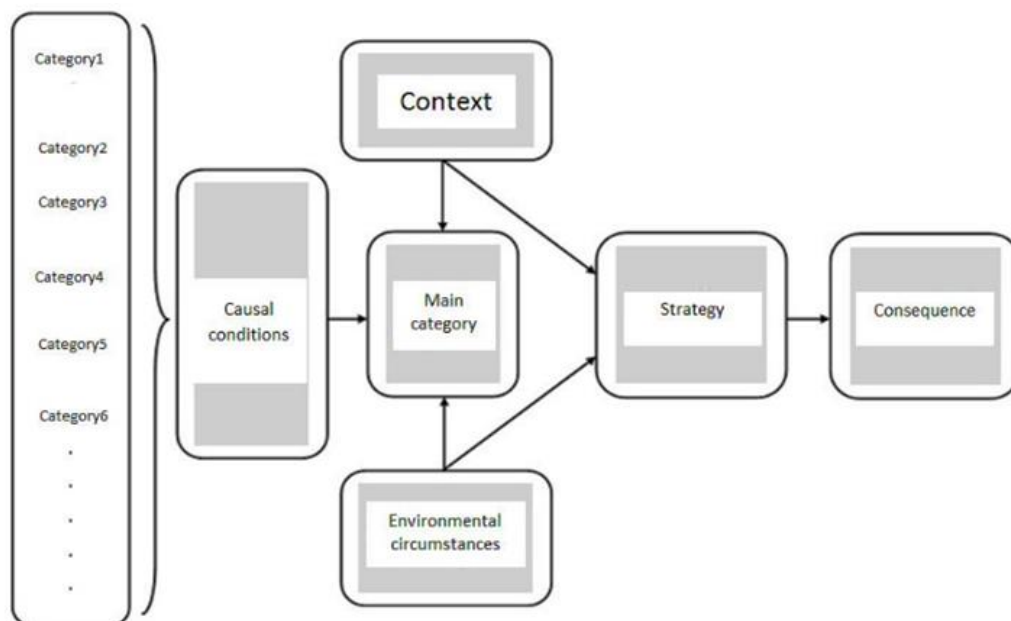 Category1
Category2
Category3
Category4
Category5
Category6
.
.
.
.
.
Causal
conditions
Context
Main
category
Environmental
circumstances
Strategy
Consequence